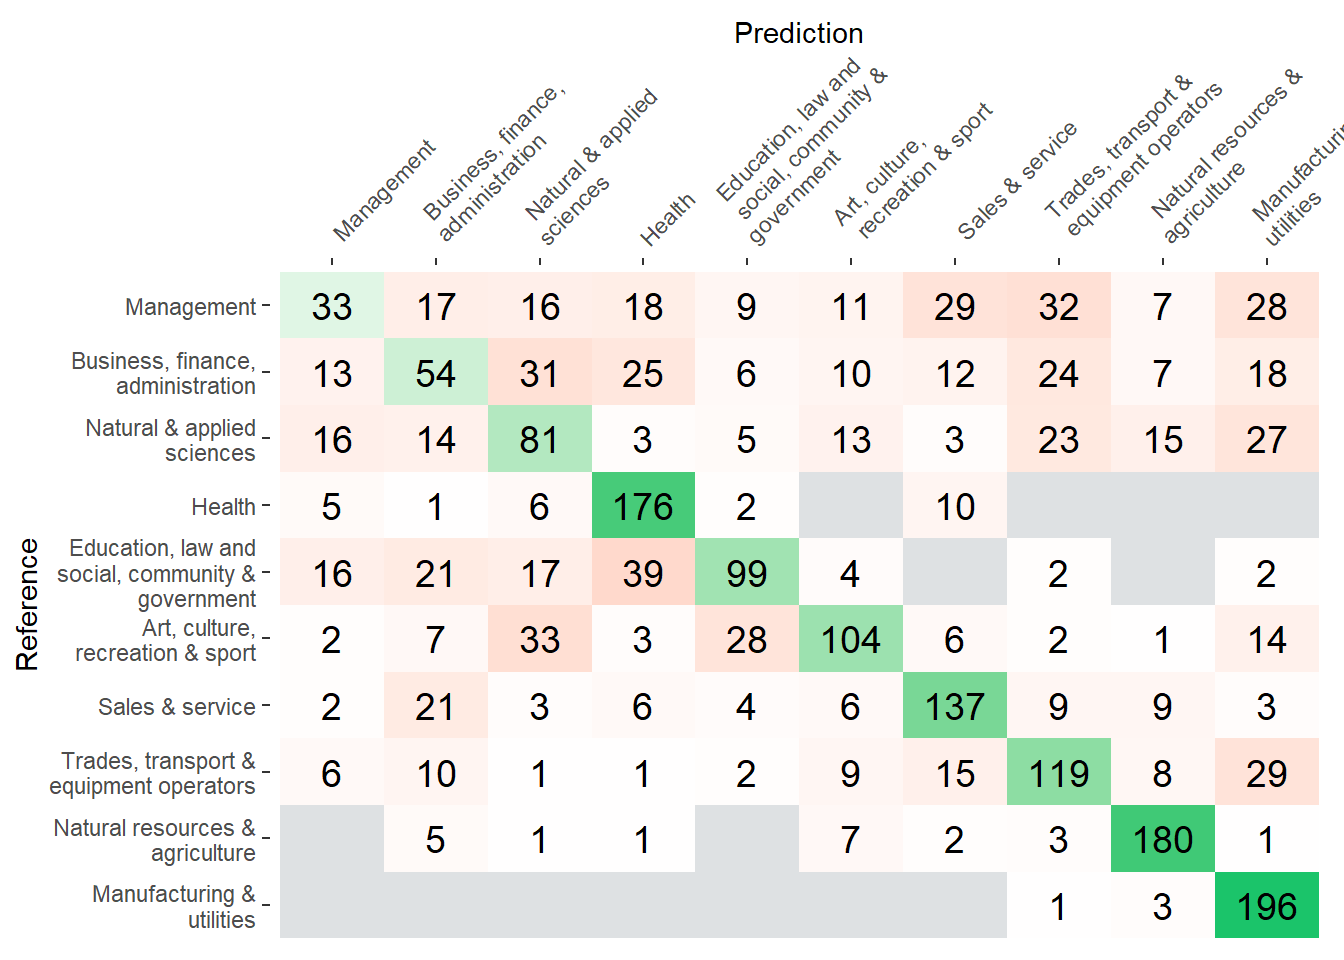 Prediction
Management
Business, finance,
administration
Natural & applied
sciences
Health
Education, law and
social, community &
government
Art, culture,
recreation & sport
Sales & service
Trades, transport &
equipment operators
Natural resources &
agriculture
Manufacturin
utilities
Reference
Management 33 17 16 18 9 11 29 32 7 28
Business, finance,
administration 13 54 31 25 6 10 12 24 7 18
Natural & applied
sciences 16 14 81 3 5 13 3 23 15 27
Health 5 1 6 176 2 10
Education, law and
social, community &
government 16 21 17 39 99 4 2 2
Art, culture,
recreation & sport 2 7 33 3 28 104 6 2 1 14
Sales & service 2 21 3 6 4 6 137 9 9 3
Trades, transport &
equipment operators 6 10 1 1 2 9 15 119 8 29
Natural resources &
agriculture 5 1 1 7 2 3 180 1
Manufacturing &
utilities 1 3 196